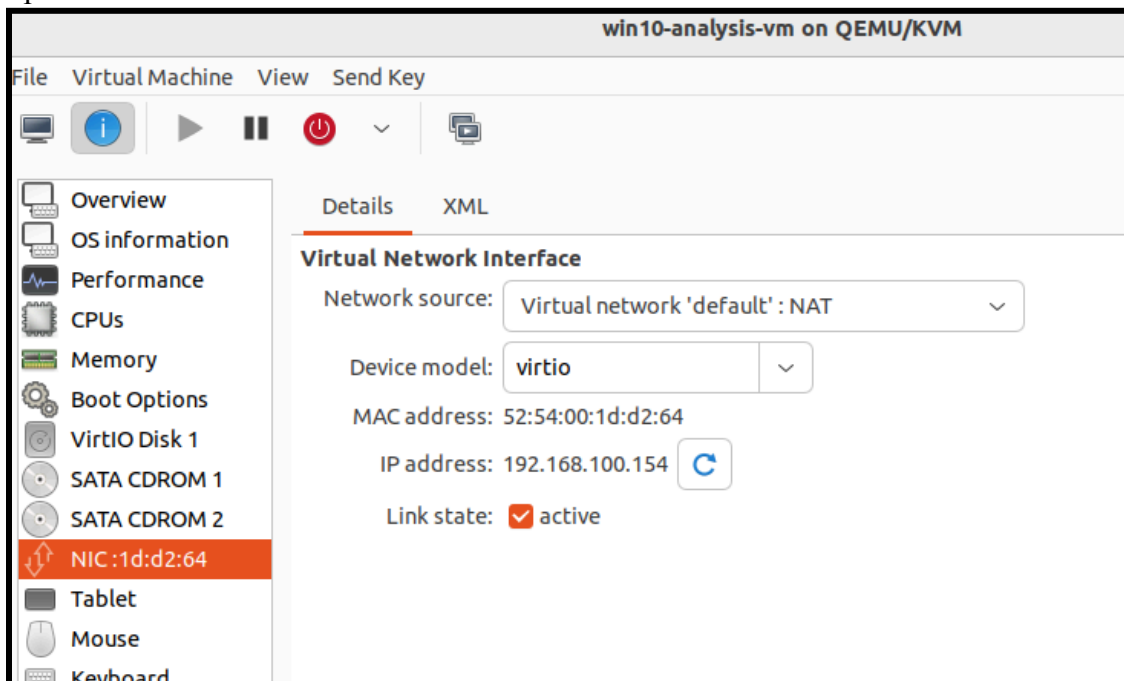 win10-analysis-vm on QEMU/KVM
File Virtual Machine View Send Key
Overview
OS information
Performance
CPUs
Memory
Boot Options
VirtIO Disk 1
SATA CDROM 1
SATA CDROM 2
NIC :1d:d2:64
Tablet
Mouse
Keyboard
Details XML
Virtual Network Interface
Network source: Virtual network 'default' : NAT
Device model: virtio
MAC address: 52:54:00:1d:d2:64
IP address: 192.168.100.154
Link state: active